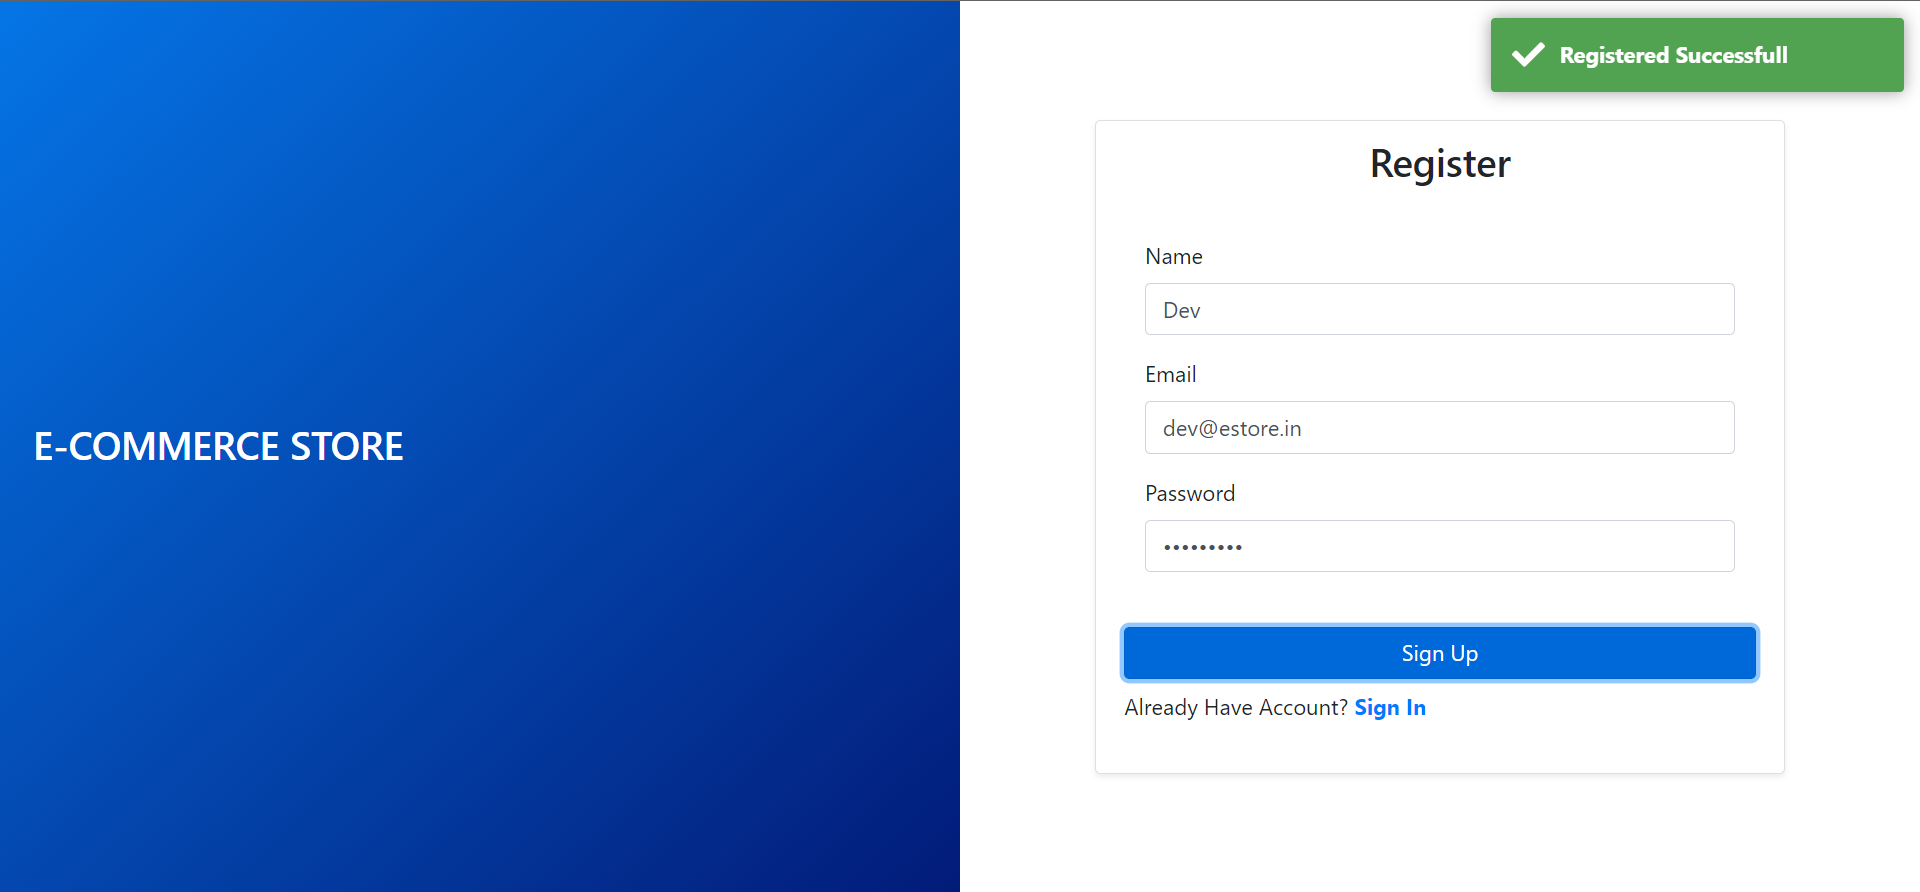 E-COMMERCE STORE
Registered Successfull
Register
Name
Dev
Email
dev@estore.in
Password
•••••••••
Sign Up
Already Have Account? Sign In